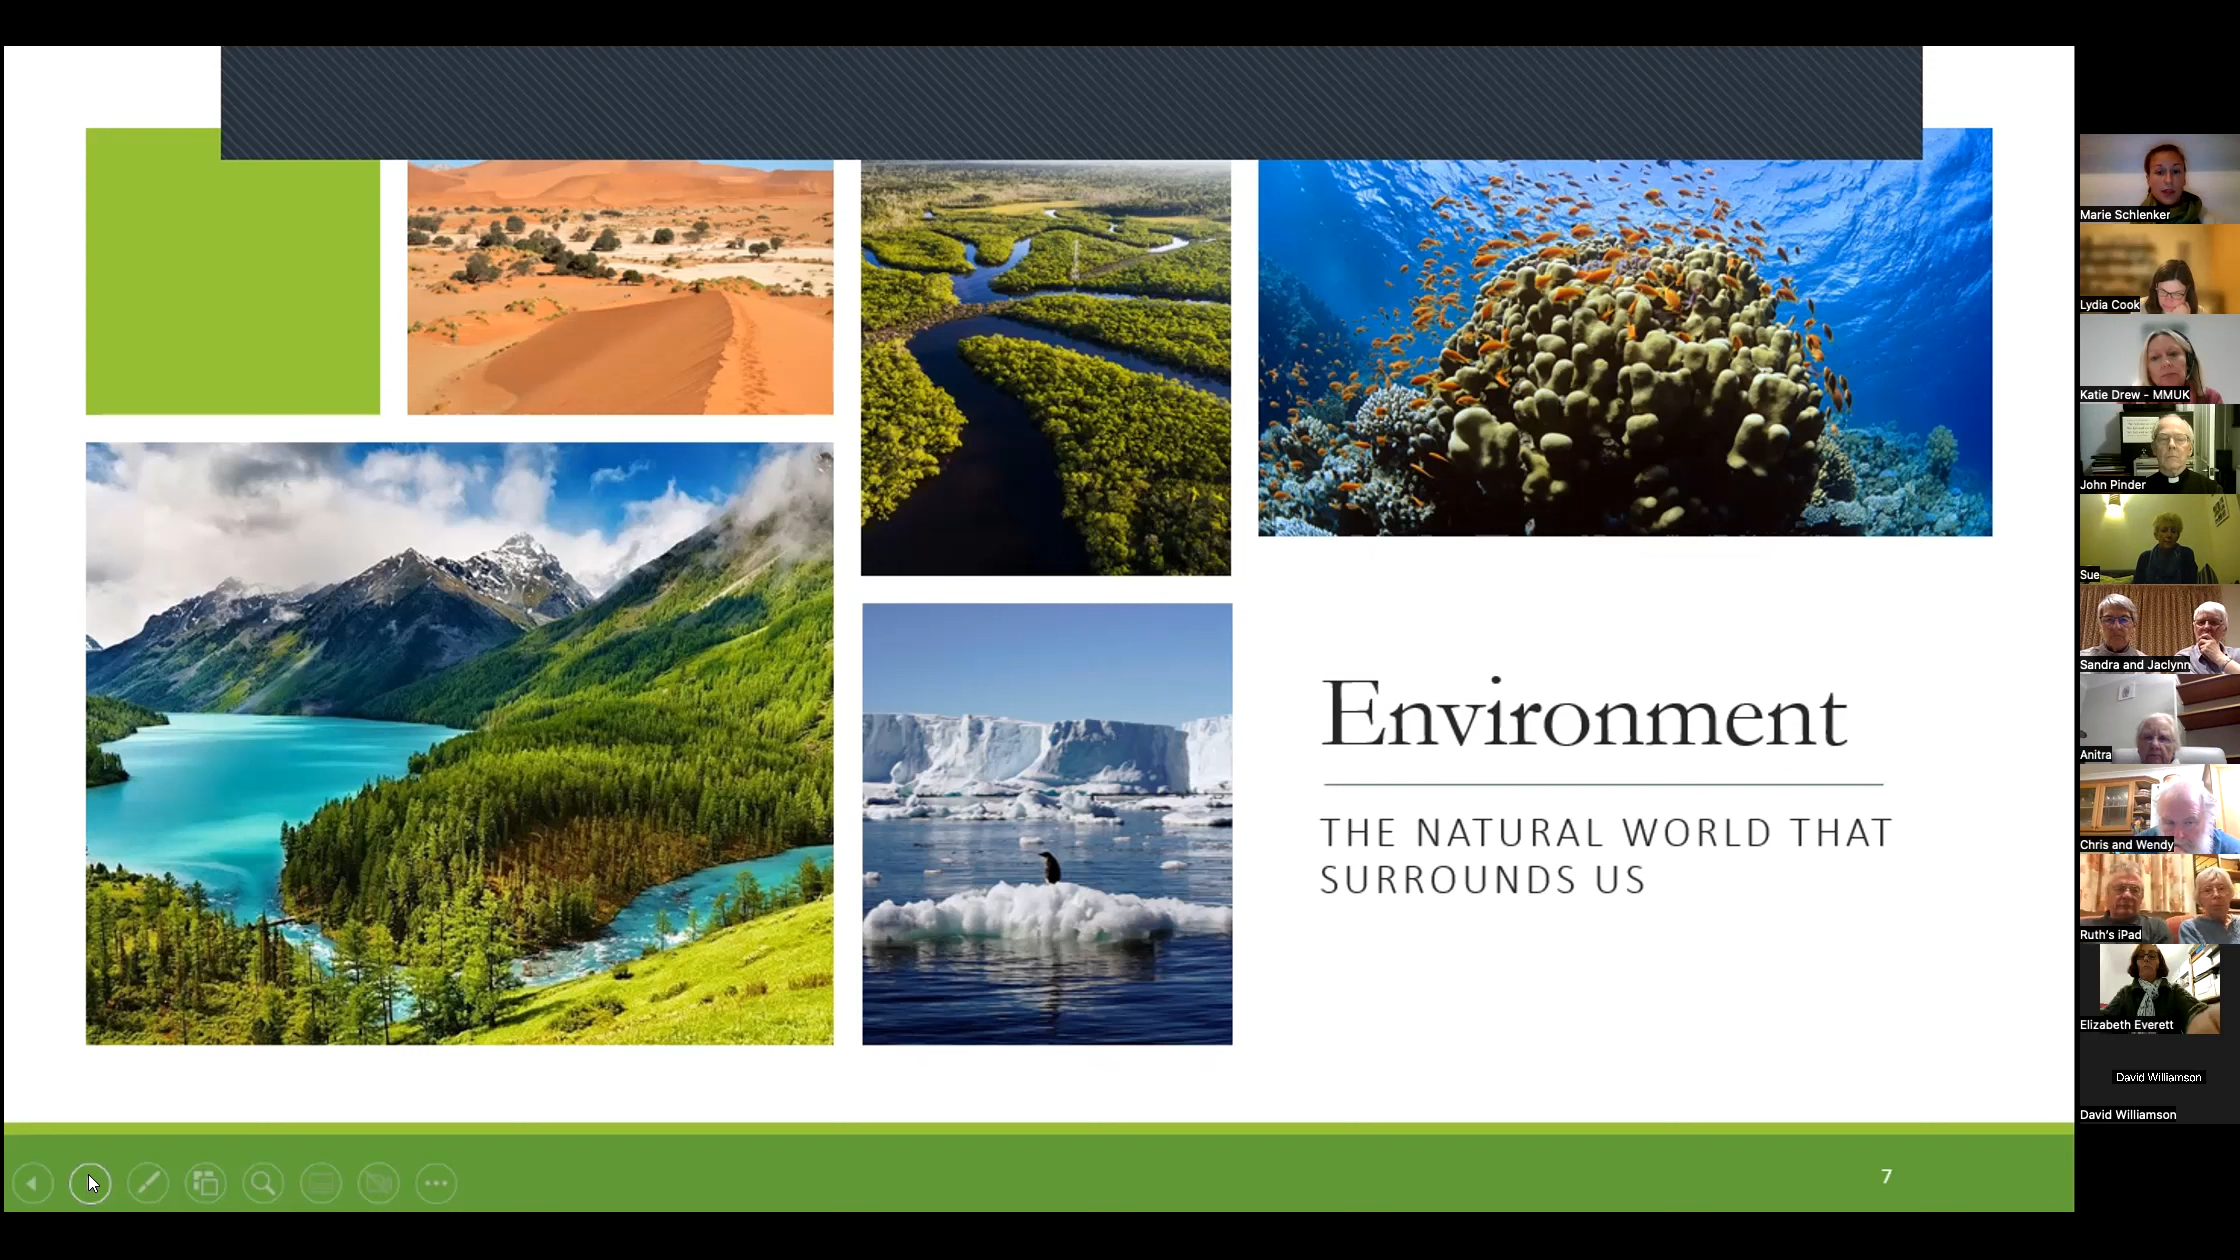 Environment
THE NATURAL WORLD THAT
SURROUNDS US
7
Marie Schlenker
Lydia Cook
Katie Drew - MMUK
John Pinder
Sue
Sandra and Jaclynn
Anitra
Chris and Wendy
Ruth's iPad
Elizabeth Everett
David Williamson
David Williamson